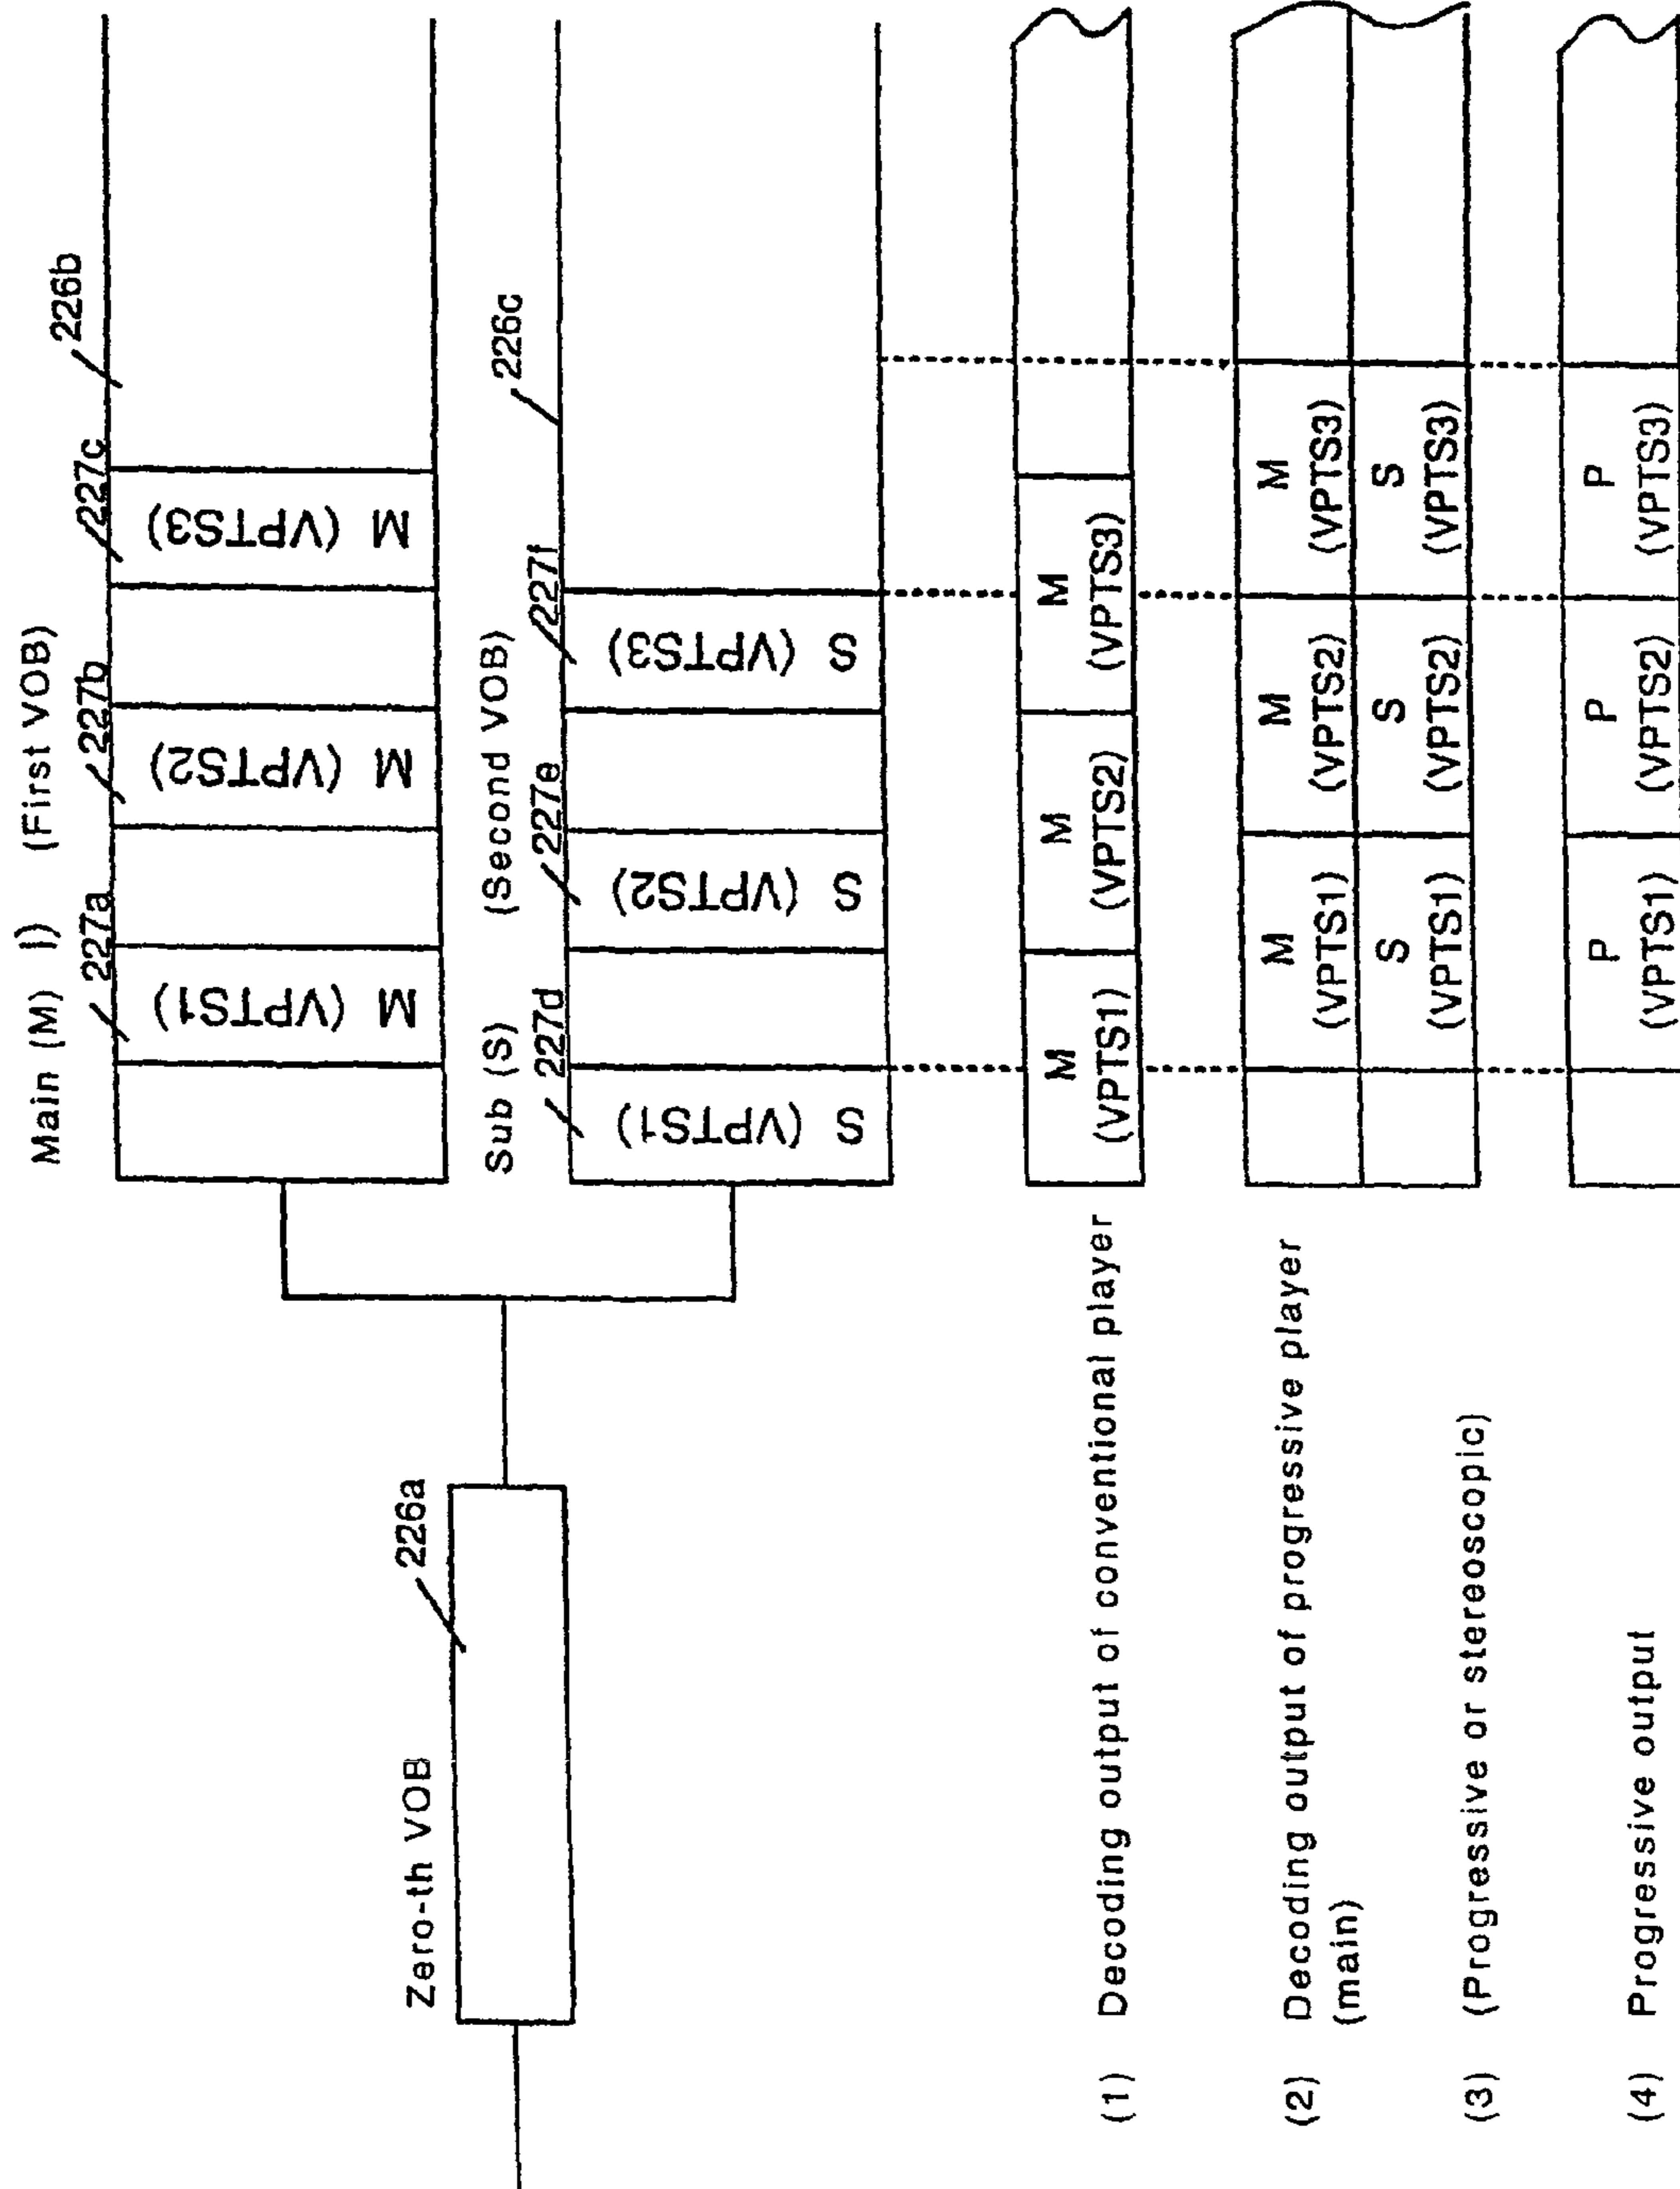 Main (M) I) (First VOB)
227a 227b 227c 226b
M (VPTS1) M (VPTS2) M (VPTS3)
Zero-th VOB
226a
Sub (S) (Second VOB)
227d 227e 227f 226c
S (VPTS1) S (VPTS2) S (VPTS3)
(1) Decoding output of conventional player
M M M
(VPTS1) (VPTS2) (VPTS3)
(2) Decoding output of progressive player
(main)
M M M
(VPTS1) (VPTS2) (VPTS3)
(3) (Progressive or stereoscopic)
S S S
(VPTS1) (VPTS2) (VPTS3)
(4) Progressive output
P P P
(VPTS1) (VPTS2) (VPTS3)